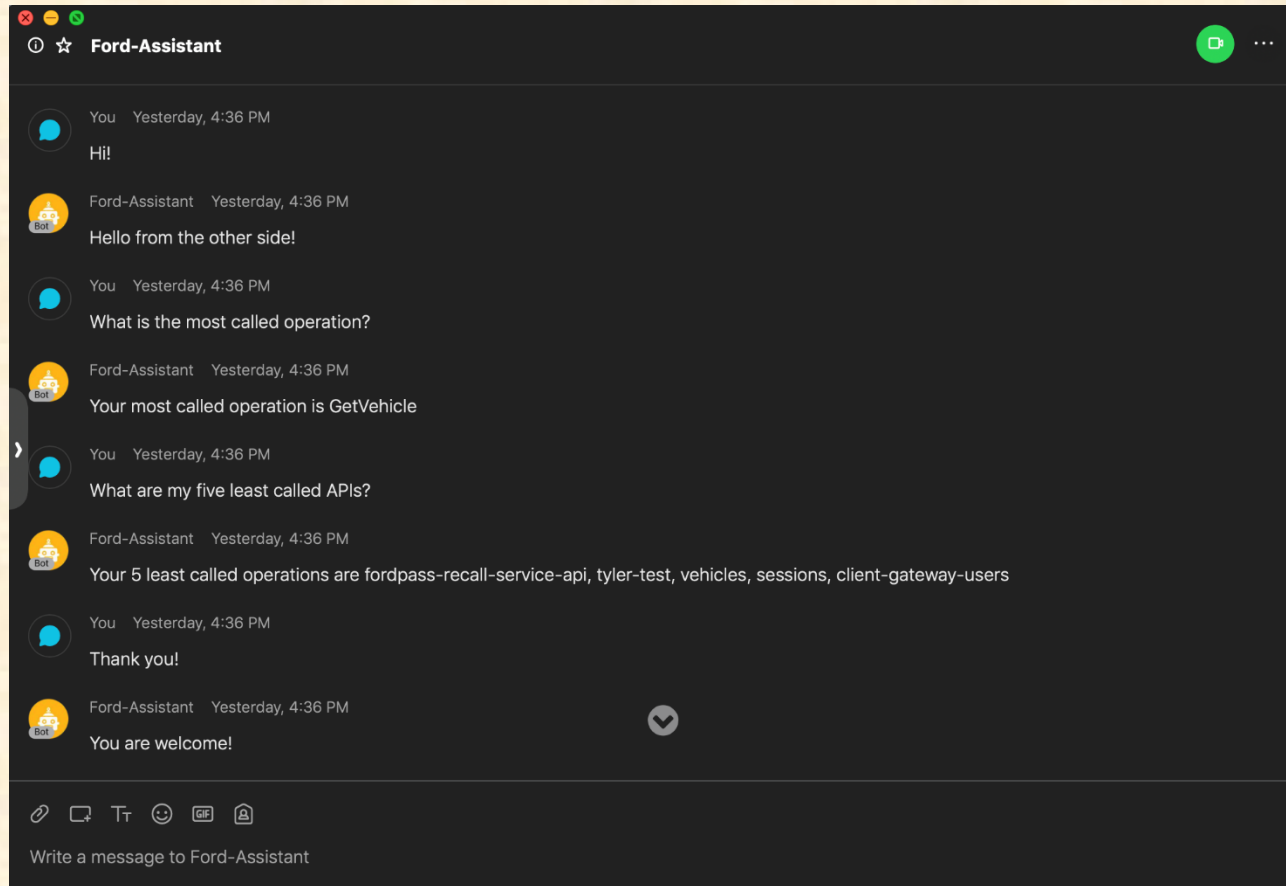 Ford-Assistant
You Yesterday, 4:36 PM
Hi!
Bot
Ford-Assistant Yesterday, 4:36 PM
Hello from the other side!
You Yesterday, 4:36 PM
What is the most called operation?
Bot
Ford-Assistant Yesterday, 4:36 PM
Your most called operation is GetVehicle
You Yesterday, 4:36 PM
What are my five least called APIs?
Bot
Ford-Assistant Yesterday, 4:36 PM
Your 5 least called operations are fordpass-recall-service-api, tyler-test, vehicles, sessions, client-gateway-users
You Yesterday, 4:36 PM
Thank you!
Bot
Ford-Assistant Yesterday, 4:36 PM
You are welcome!
TT GIF
Write a message to Ford-Assistant